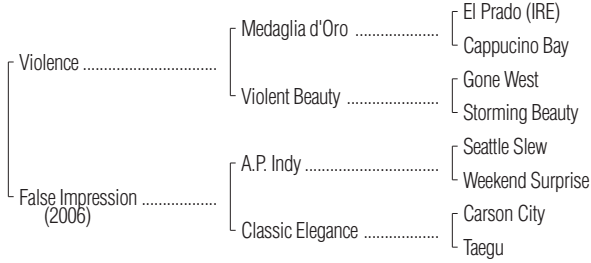 El Prado (IRE)
Medaglia d'Oro ....................
Cappucino Bay
Violence .................................
Gone West
Violent Beauty ......................
Storming Beauty
Seattle Slew
A.P. Indy ................................
Weekend Surprise
False Impression ..................
(2006)
Carson City
Classic Elegance ..................
Taegu